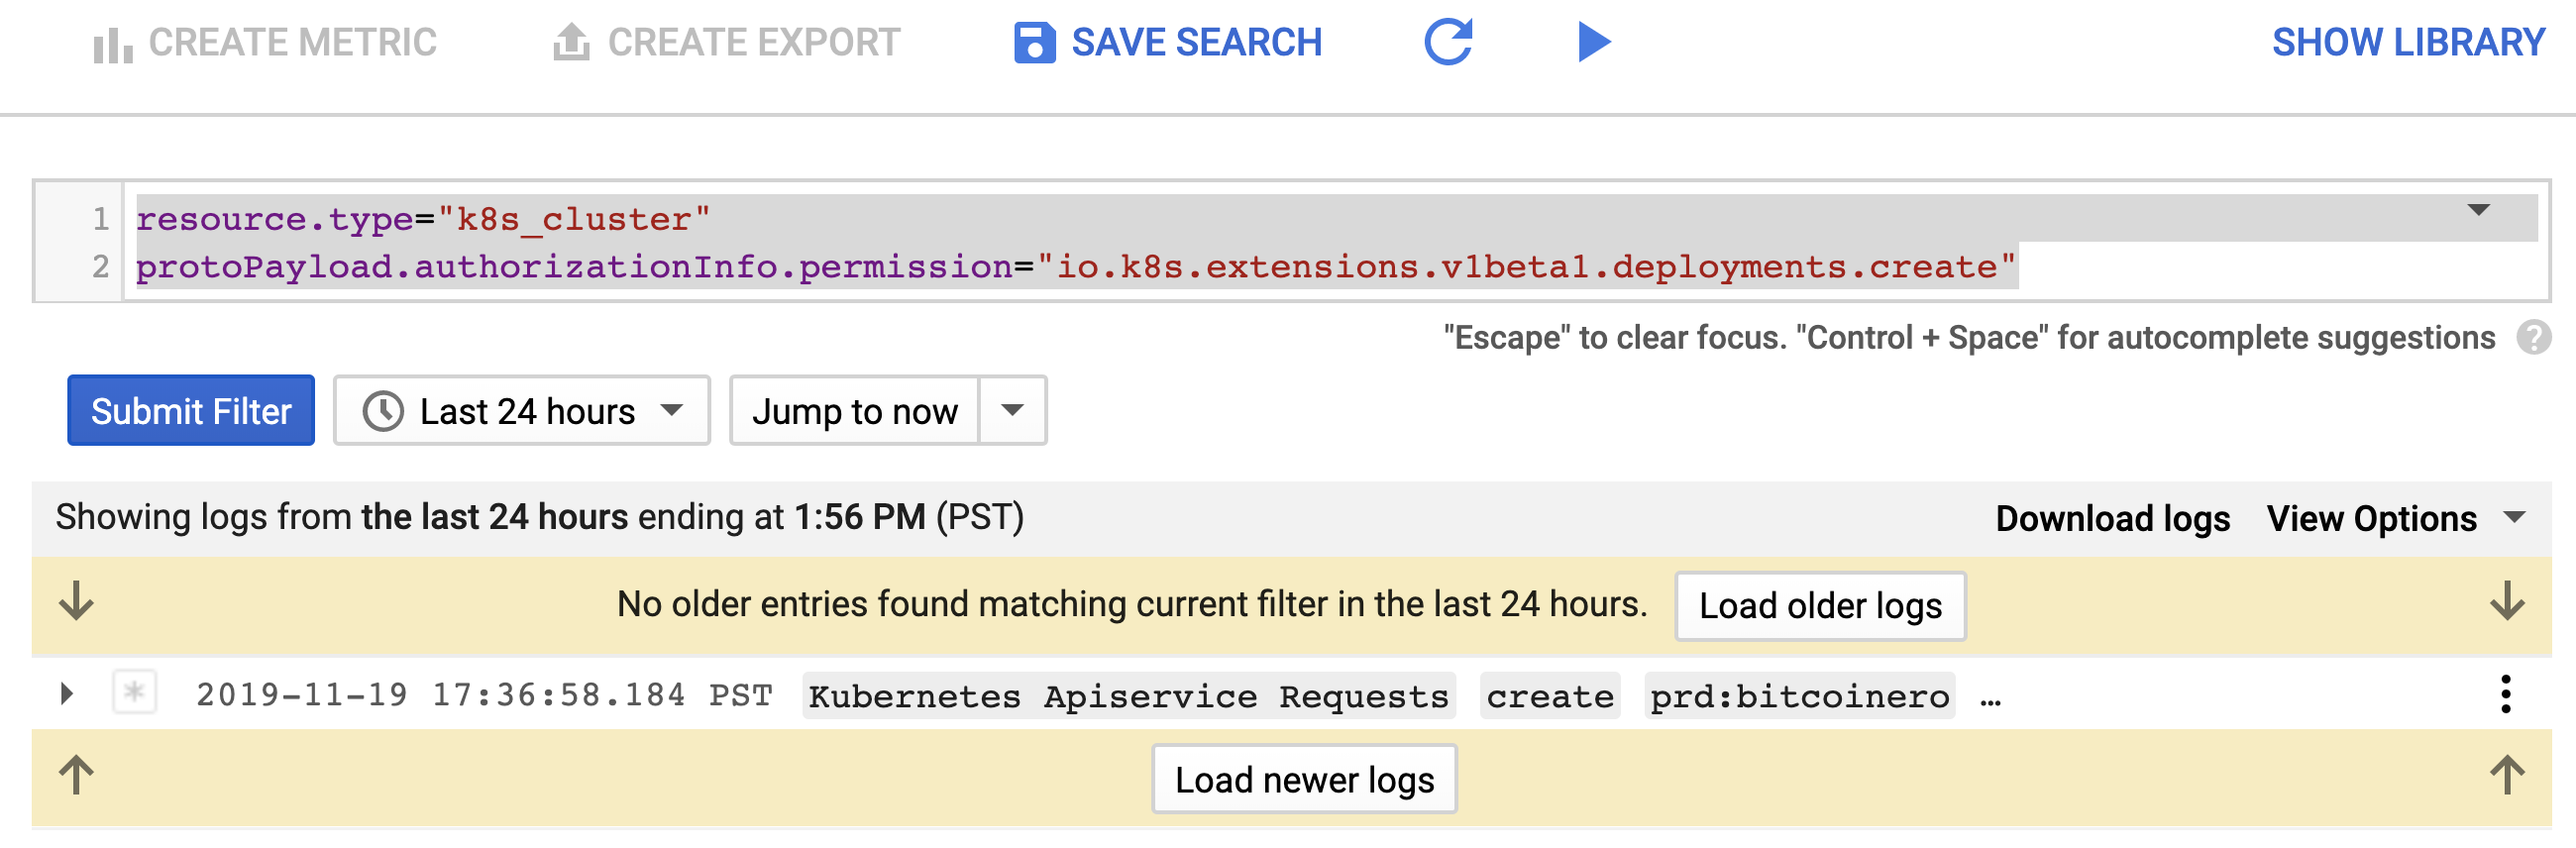 CREATE METRIC CREATE EXPORT SAVE SEARCH SHOW LIBRARY
1 resource.type="k8s_cluster"
2 protoPayload.authorizationInfo.permission="io.k8s.extensions.v1beta1.deployments.create"
"Escape" to clear focus. "Control + Space" for autocomplete suggestions ?
Submit Filter Last 24 hours Jump to now
Showing logs from the last 24 hours ending at 1:56 PM (PST) Download logs View Options
No older entries found matching current filter in the last 24 hours. Load older logs
* 2019-11-19 17:36:58.184 PST Kubernetes Apiservice Requests create prd:bitcoinero …
Load newer logs